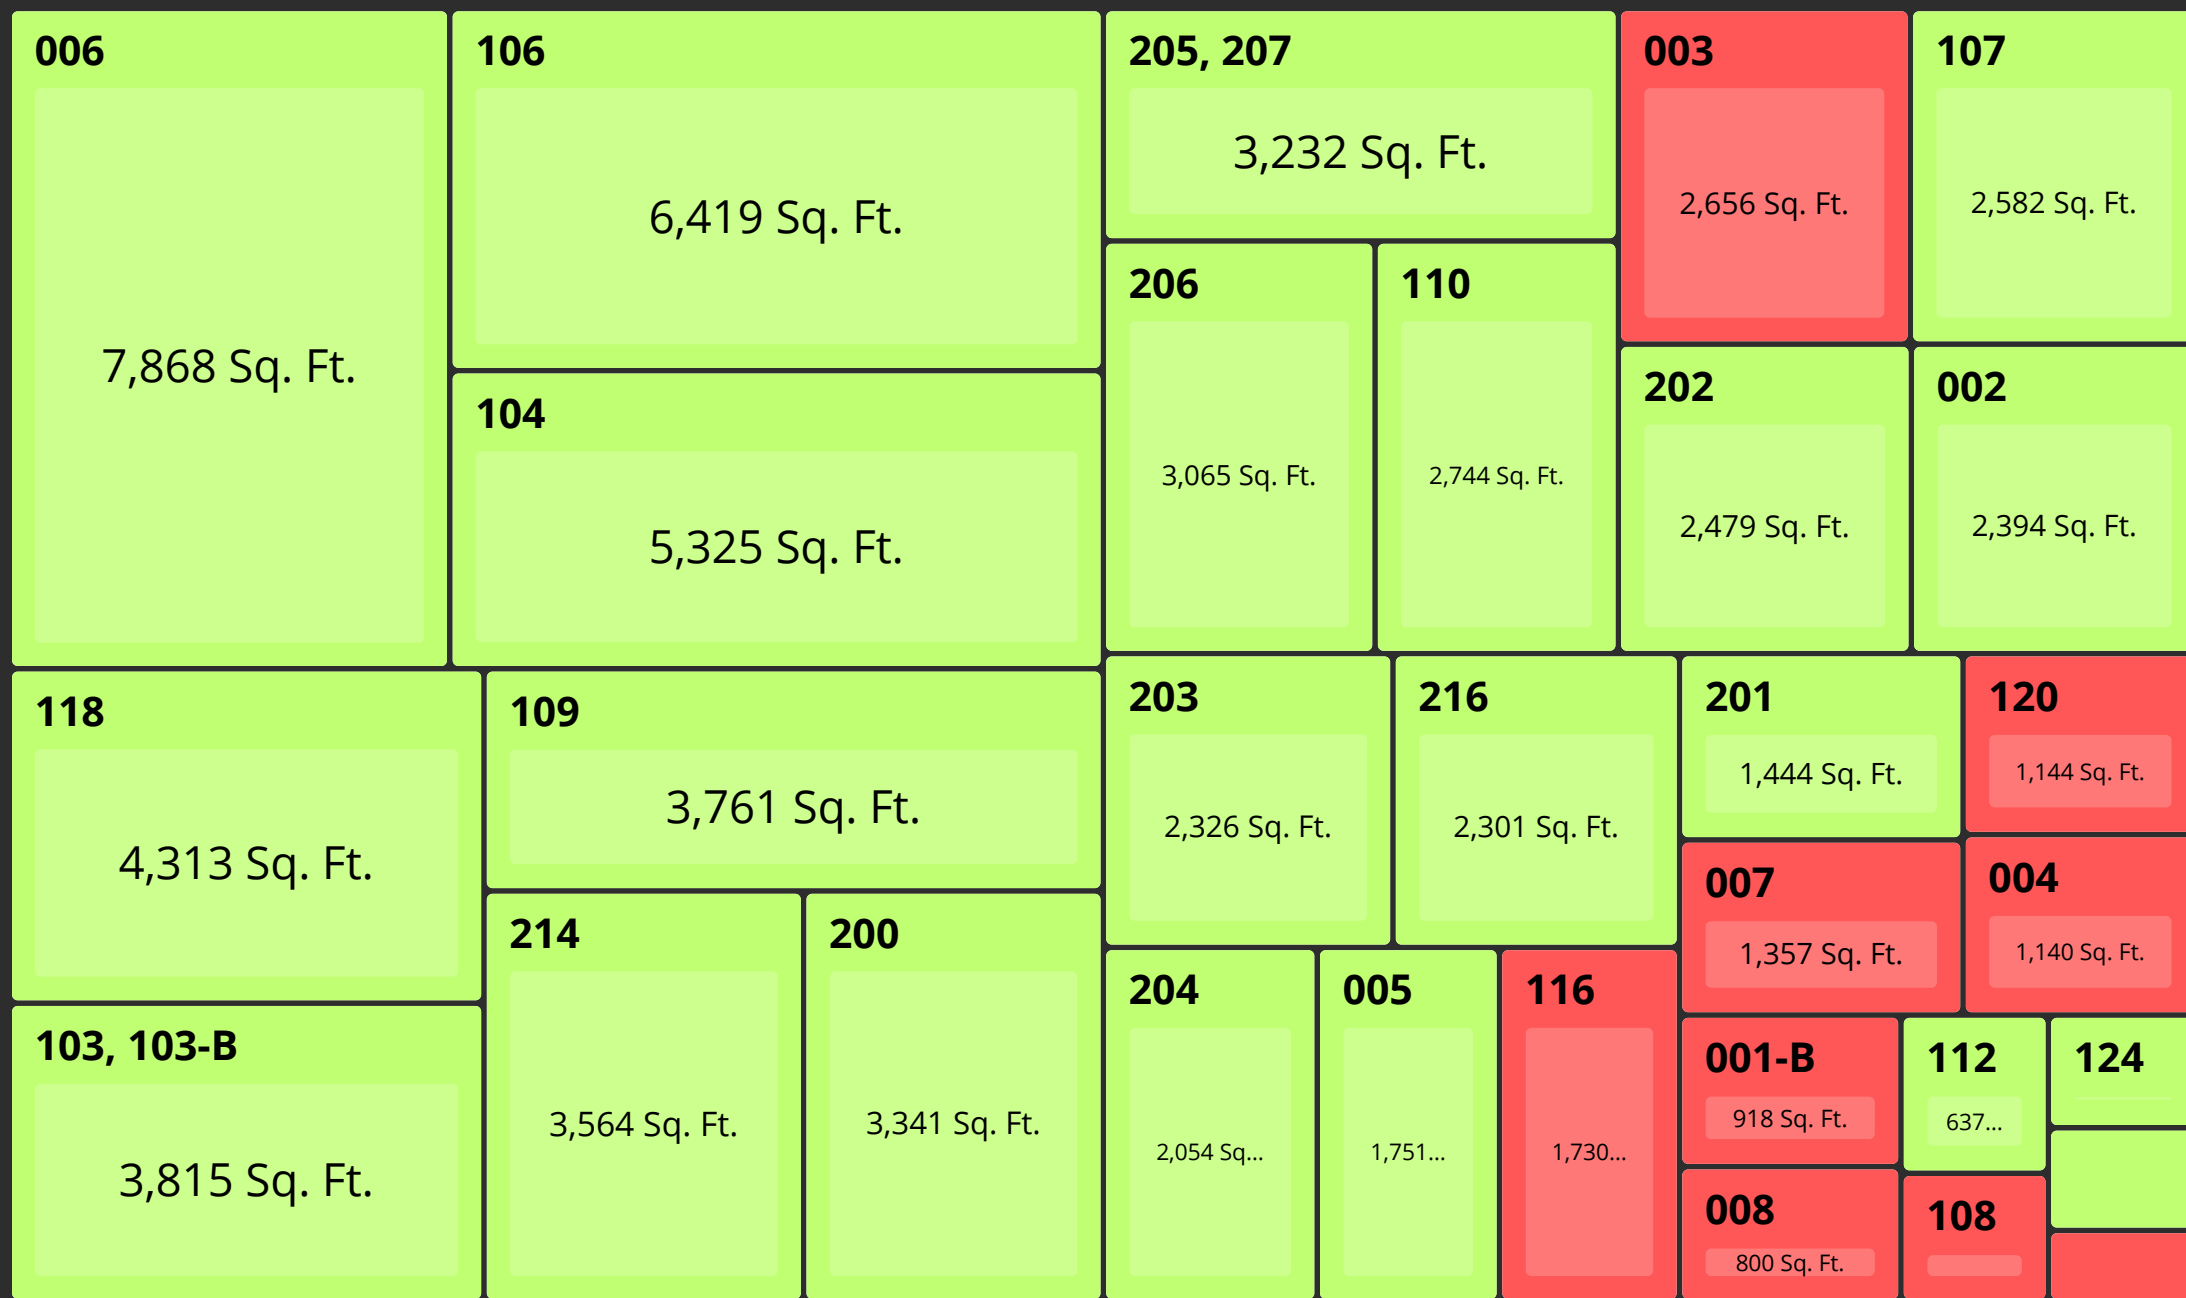 006
7,868 Sq. Ft.
106
6,419 Sq. Ft.
104
5,325 Sq. Ft.
118
4,313 Sq. Ft.
103, 103-B
3,815 Sq. Ft.
109
3,761 Sq. Ft.
214
3,564 Sq. Ft.
200
3,341 Sq. Ft.
205, 207
3,232 Sq. Ft.
206
3,065 Sq. Ft.
110
2,744 Sq. Ft.
003
2,656 Sq. Ft.
107
2,582 Sq. Ft.
202
2,479 Sq. Ft.
002
2,394 Sq. Ft.
203
2,326 Sq. Ft.
216
2,301 Sq. Ft.
204
2,054 Sq...
005
1,751...
116
1,730...
201
1,444 Sq. Ft.
120
1,144 Sq. Ft.
007
1,357 Sq. Ft.
004
1,140 Sq. Ft.
001-B
918 Sq. Ft.
008
800 Sq. Ft.
112
637...
108
124